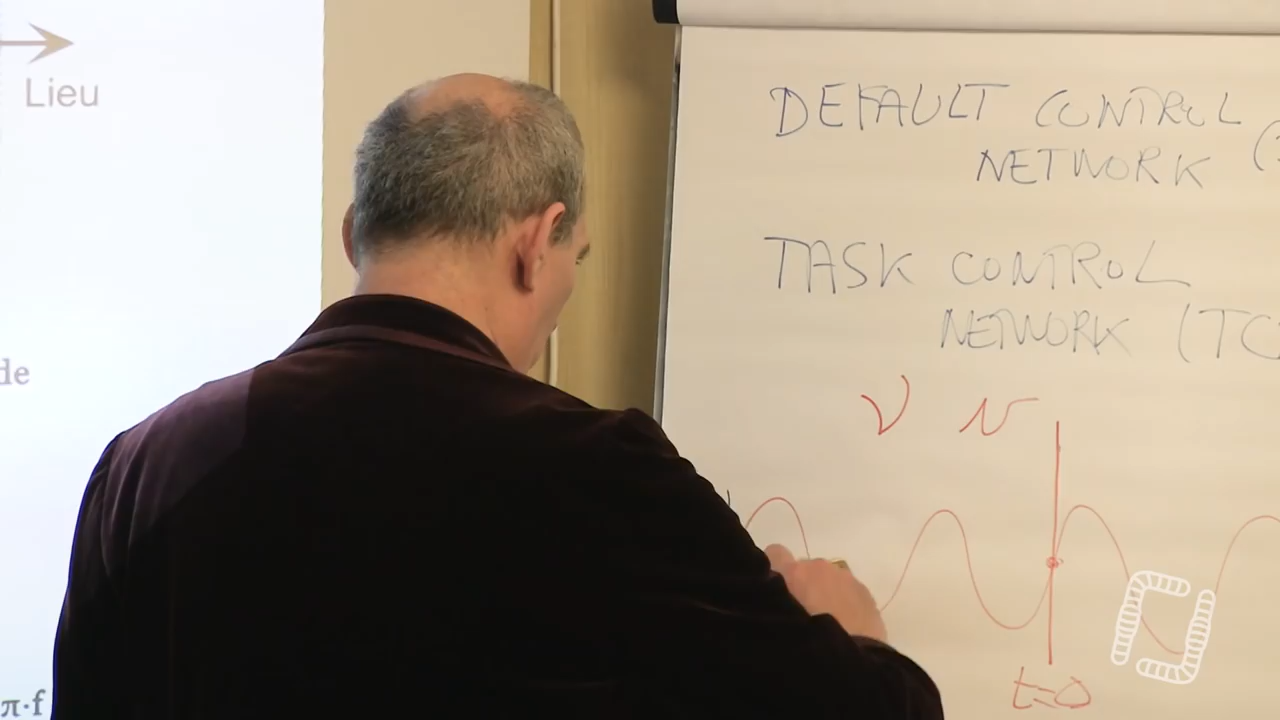 Lieu
de
π·f
DEFAULT CONTROL
NETWORK (
TASK CONTROL
NETWORK (TC
t=0